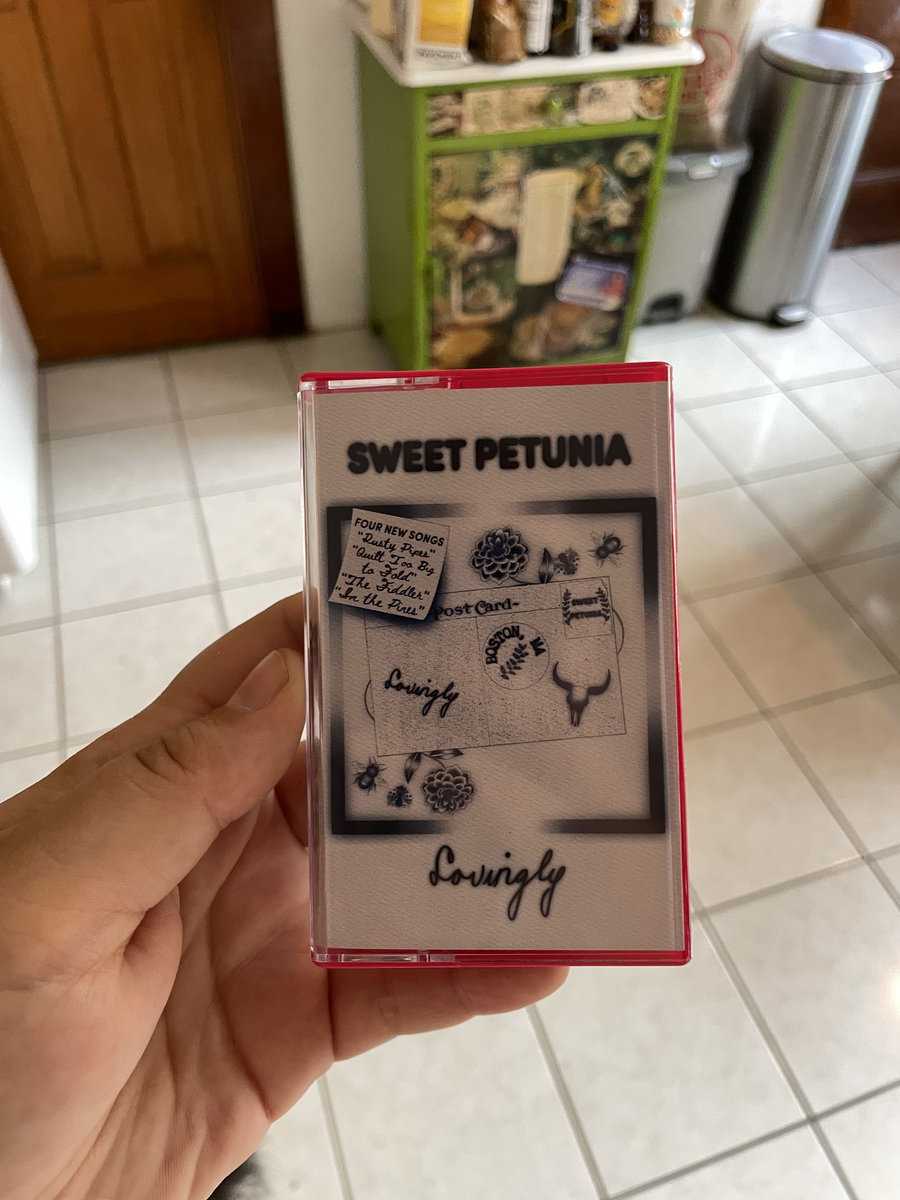 SWEET PETUNIA
FOUR NEW SONGS
"Rusty Pipes"
"Quilt Too Big
to Fold"
"The Fiddler"
"In the Pines"
Post Card-
SWEET
PETUNIA
BOSTON, MA
Lovingly
Lovingly